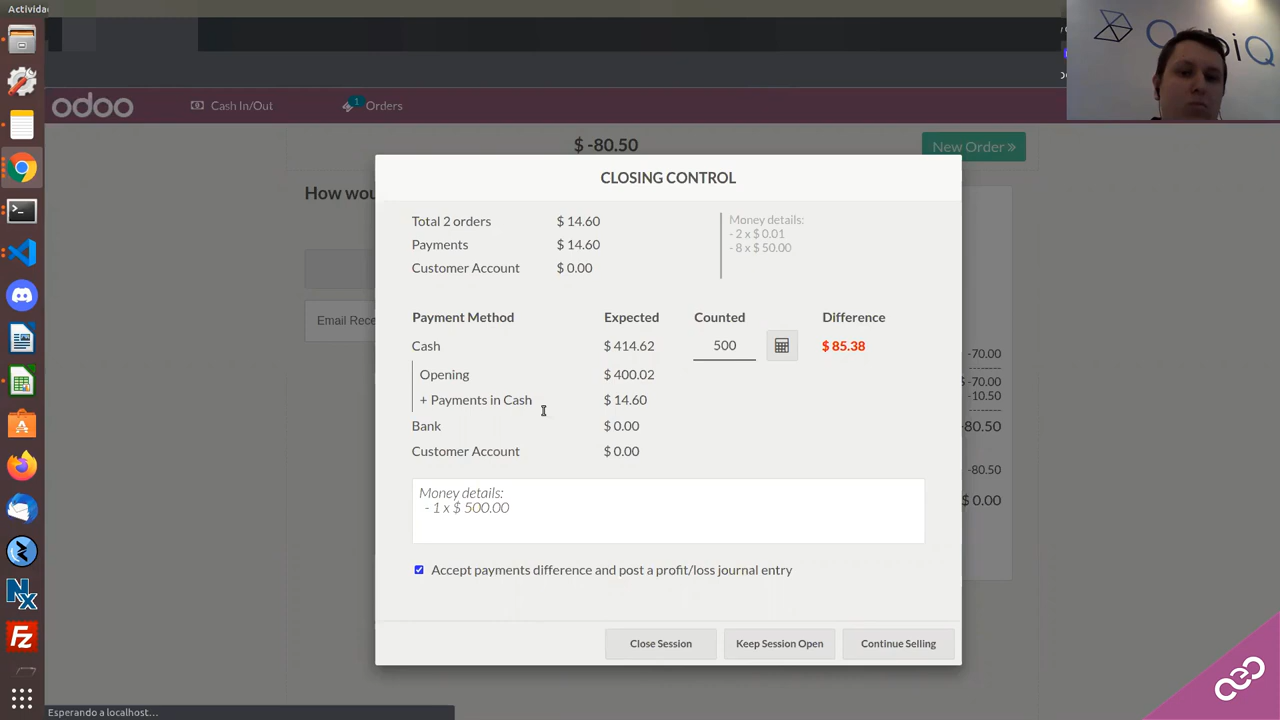 Actividad
odoo
Cash In/Out
1
Orders
$ -80.50
New Order »
How wou
Email Rece
CLOSING CONTROL
Total 2 orders $ 14.60
Payments $ 14.60
Customer Account $ 0.00
Money details:
- 2 x $ 0.01
- 8 x $ 50.00
Payment Method Expected Counted Difference
Cash $ 414.62 500 $ 85.38
Opening $ 400.02
+ Payments in Cash $ 14.60
Bank $ 0.00
Customer Account $ 0.00
Money details:
- 1 x $ 500.00
Accept payments difference and post a profit/loss journal entry
Close Session Keep Session Open Continue Selling
-70.00
--------
$ -70.00
-10.50
--------
-80.50
-80.50
$ 0.00
Esperando a localhost…